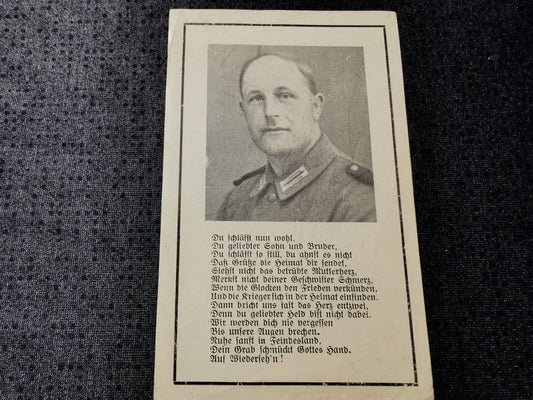 Du schläfst nun wohl,
Du geliebter Sohn und Bruder,
Du schläfst so still, du ahnst es nicht
Daß Grüße die Heimat dir sendet,
Siehst nicht das betrübte Mutterherz,
Merkst nicht deiner Geschwister Schmerz,
Wenn die Glocken den Frieden verkünden,
Und die Krieger sich in der Heimat einfinden.
Dann bricht uns fast das Herz entzwei,
Denn du geliebter Held bist nicht dabei.
Wir werden dich nie vergessen
Bis unsere Augen brechen.
Ruhe sanft in Feindesland,
Dein Grab schmückt Gottes Hand.
Auf Wiederseh'n!